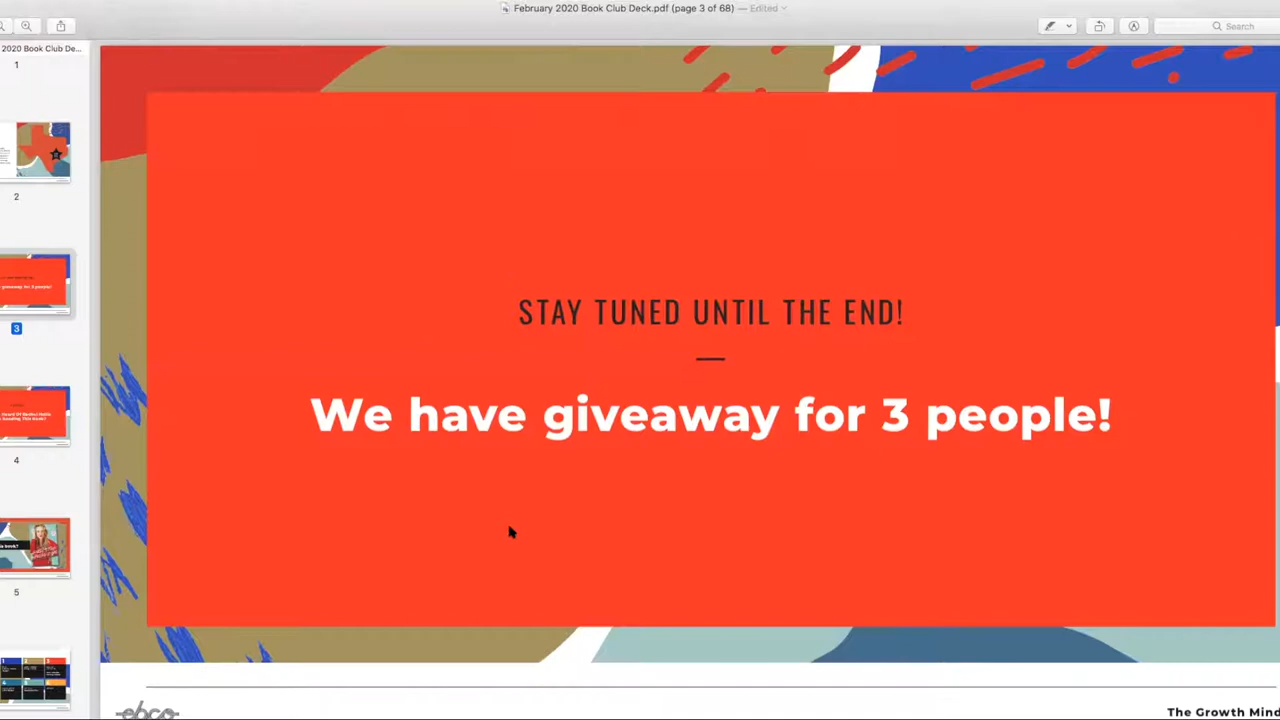 February 2020 Book Club Deck.pdf (page 3 of 68) — Edited
Search
2020 Book Club De...
1
2
3
4
5
STAY TUNED UNTIL THE END!
We have giveaway for 3 people!
ebco
The Growth Mind